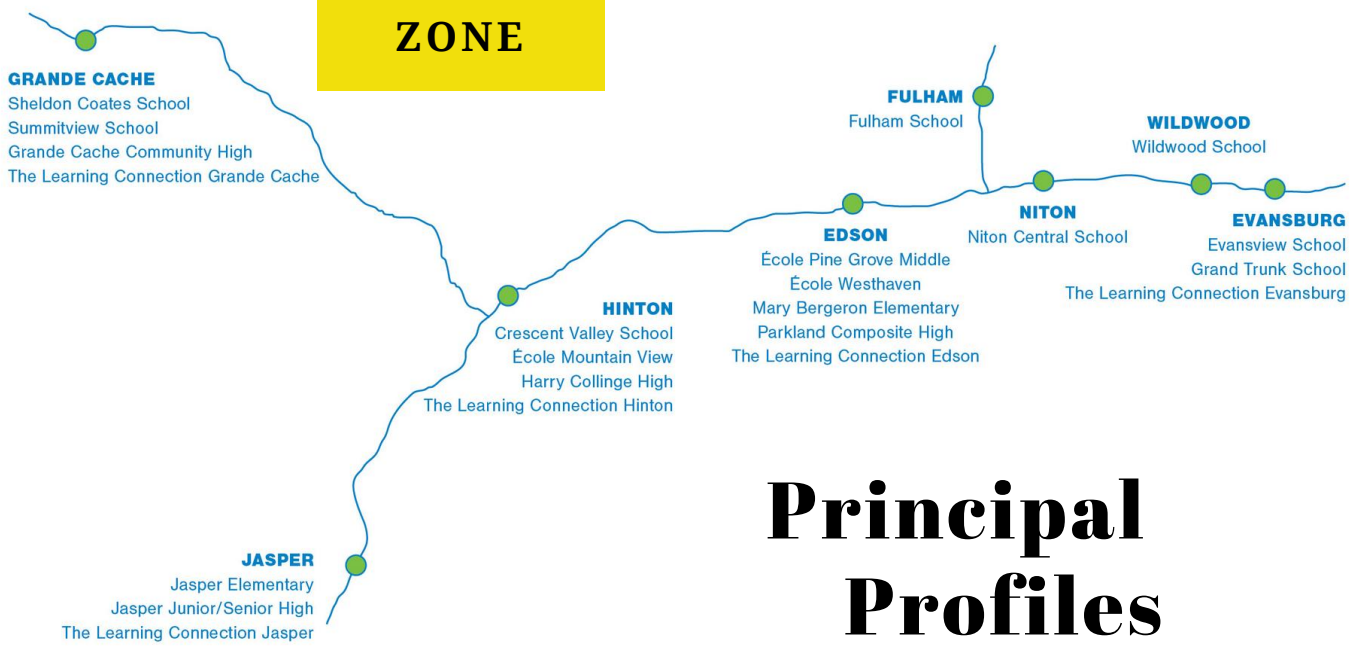 ZONE
GRANDE CACHE
Sheldon Coates School
Summitview School
Grande Cache Community High
The Learning Connection Grande Cache
FULHAM
Fulham School
WILDWOOD
Wildwood School
NITON
Niton Central School
EVANSBURG
Evansview School
Grand Trunk School
The Learning Connection Evansburg
EDSON
École Pine Grove Middle
École Westhaven
Mary Bergeron Elementary
Parkland Composite High
The Learning Connection Edson
HINTON
Crescent Valley School
École Mountain View
Harry Collinge High
The Learning Connection Hinton
JASPER
Jasper Elementary
Jasper Junior/Senior High
The Learning Connection Jasper
Principal
Profiles